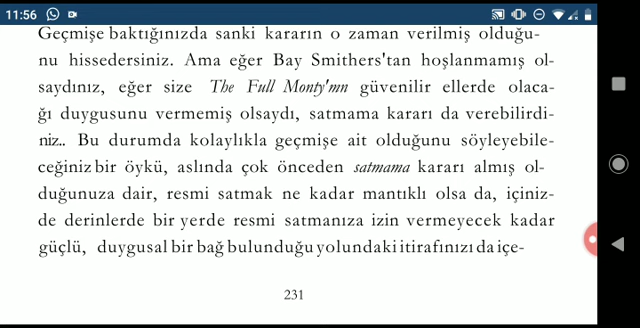 11:56
Geçmişe baktığınızda sanki kararın o zaman verilmiş olduğu-
nu hissedersiniz. Ama eğer Bay Smithers'tan hoşlanmamış ol-
saydınız, eğer size The Full Monty'mn güvenilir ellerde olaca-
ğı duygusunu vermemiş olsaydı, satmama kararı da verebilirdi-
niz.. Bu durumda kolaylıkla geçmişe ait olduğunu söyleyebile-
ceğiniz bir öykü, aslında çok önceden satmama kararı almış ol-
duğunuza dair, resmi satmak ne kadar mantıklı olsa da, içiniz-
de derinlerde bir yerde resmi satmanıza izin vermeyecek kadar
güçlü, duygusal bir bağ bulunduğu yolundaki itirafınızı da içe-
231